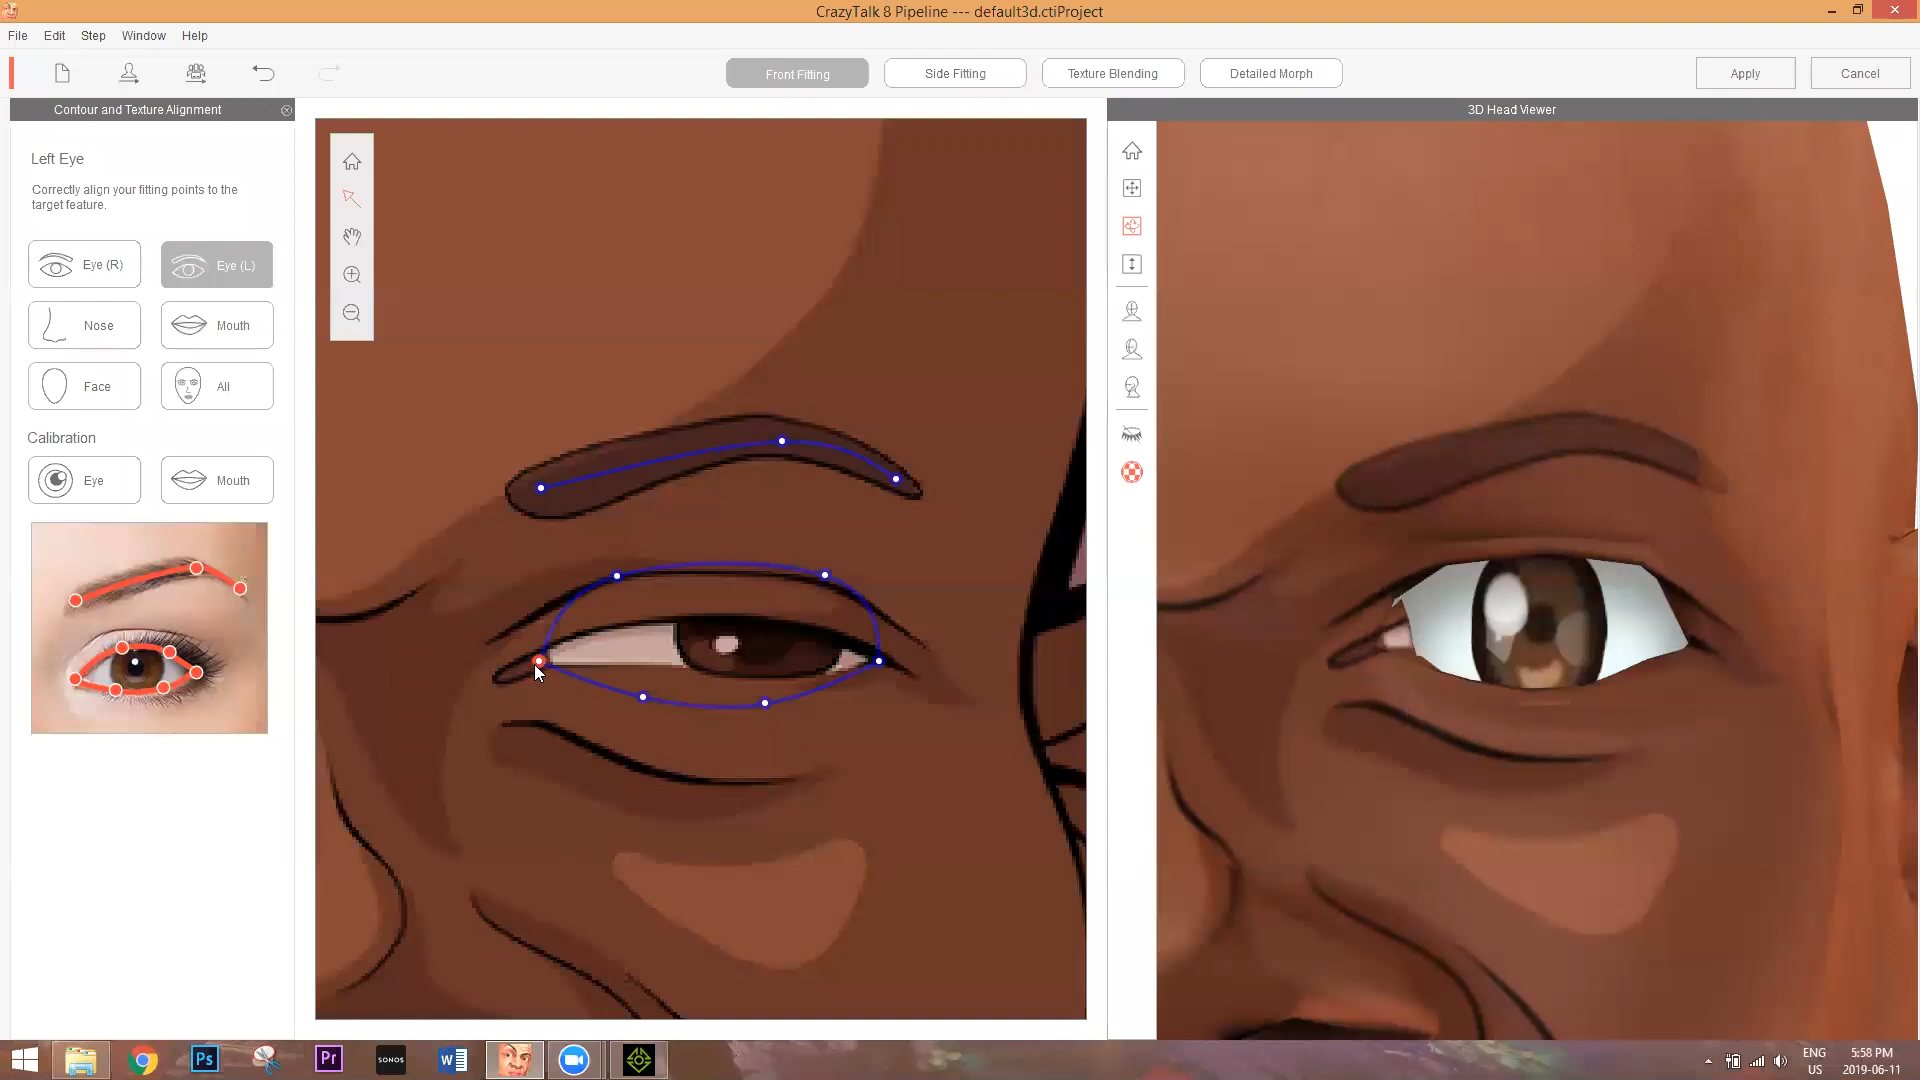 CrazyTalk 8 Pipeline --- default3d.ctiProject
File Edit Step Window Help
Front Fitting
Side Fitting
Texture Blending
Detailed Morph
Apply
Cancel
Contour and Texture Alignment
3D Head Viewer
Left Eye
Correctly align your fitting points to the
target feature.
Eye (R)
Eye (L)
Nose
Mouth
Face
All
Calibration
Eye
Mouth
Ps
Pr
SONOS
W
ENG
US
5:58 PM
2019-06-11